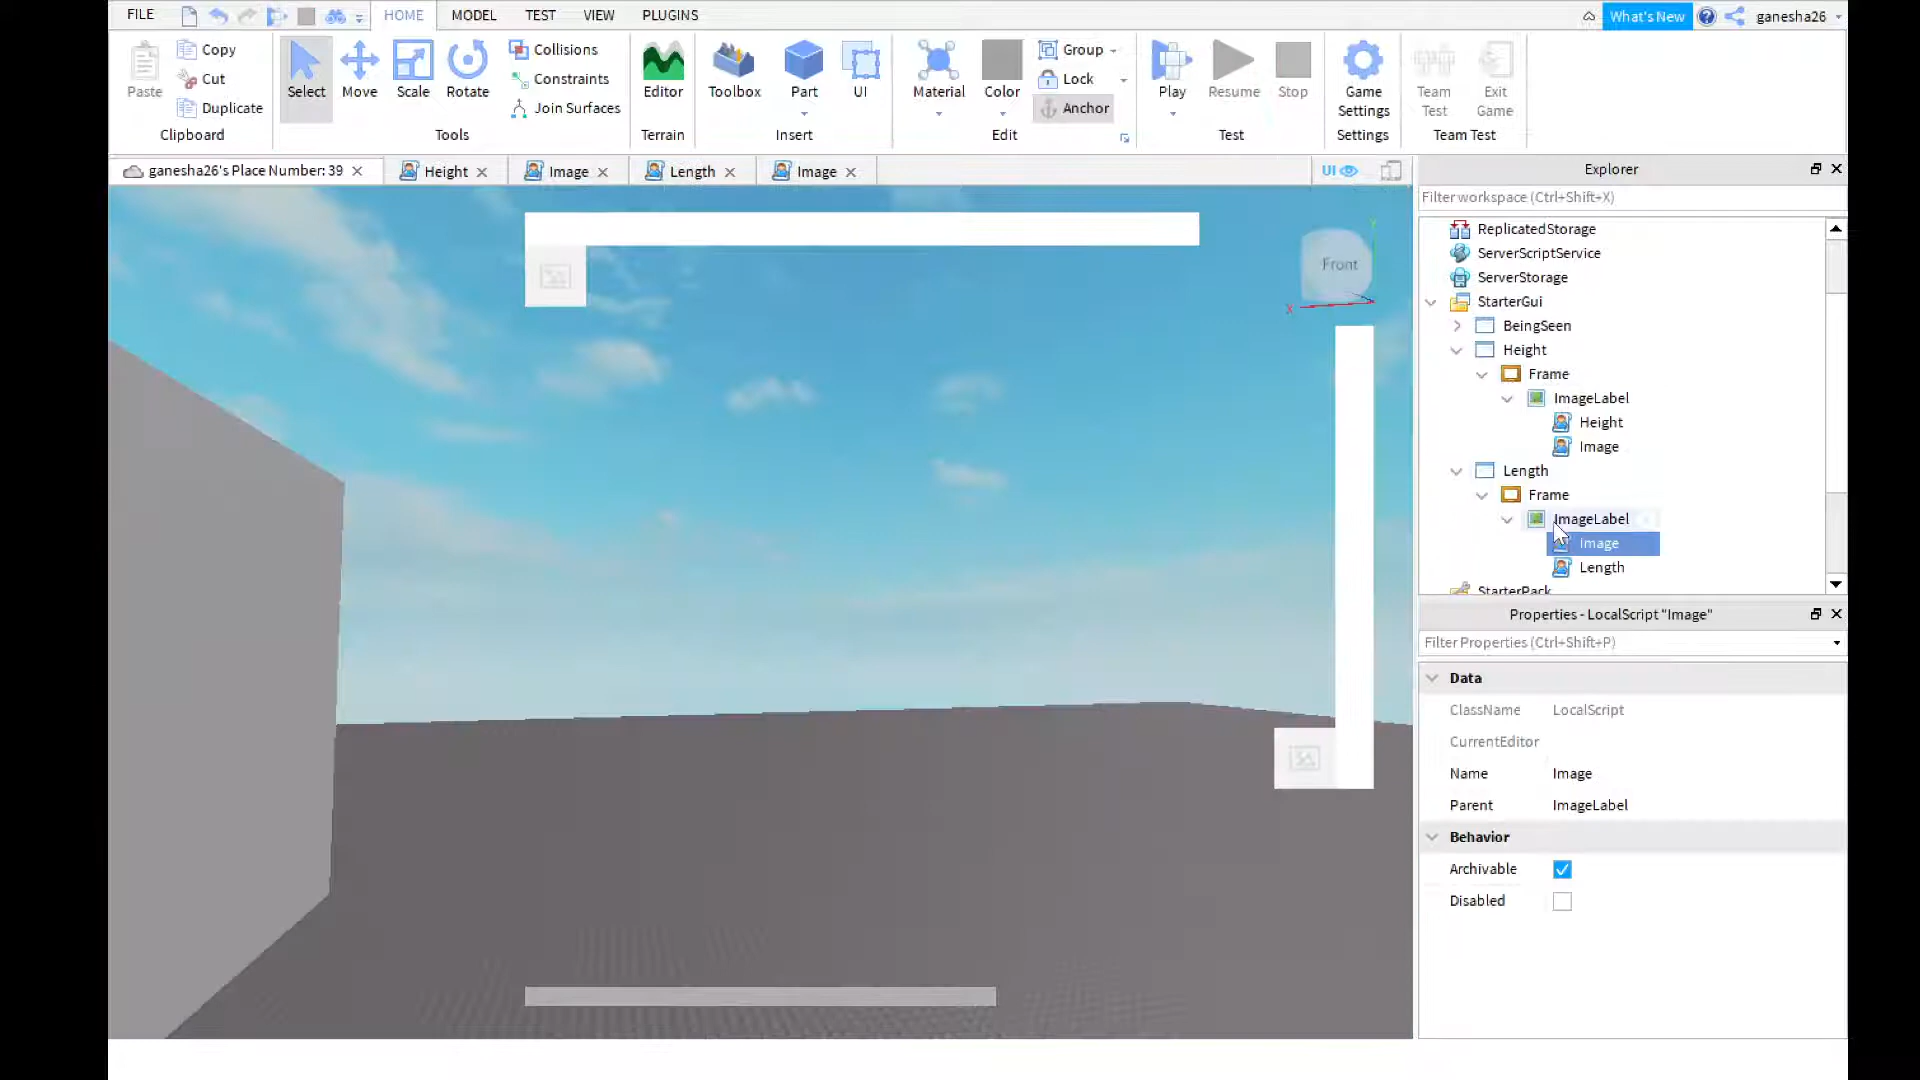 FILE
HOME
MODEL
TEST
VIEW
PLUGINS
What's New
ganesha26
Paste
Copy
Cut
Duplicate
Clipboard
Select
Move
Scale
Rotate
Collisions
Constraints
Join Surfaces
Tools
Editor
Terrain
Toolbox
Part
UI
Insert
Material
Color
Group
Lock
Anchor
Edit
Play
Resume
Stop
Test
Game
Settings
Settings
Team
Test
Exit
Game
Team Test
ganesha26's Place Number: 39
Height
Image
Length
Image
UI
Front
Y
X
Explorer
Filter workspace (Ctrl+Shift+X)
ReplicatedStorage
ServerScriptService
ServerStorage
StarterGui
BeingSeen
Height
Frame
ImageLabel
Height
Image
Length
Frame
ImageLabel
Image
Length
StarterPack
Properties - LocalScript "Image"
Filter Properties (Ctrl+Shift+P)
Data
ClassName LocalScript
CurrentEditor
Name Image
Parent ImageLabel
Behavior
Archivable
Disabled